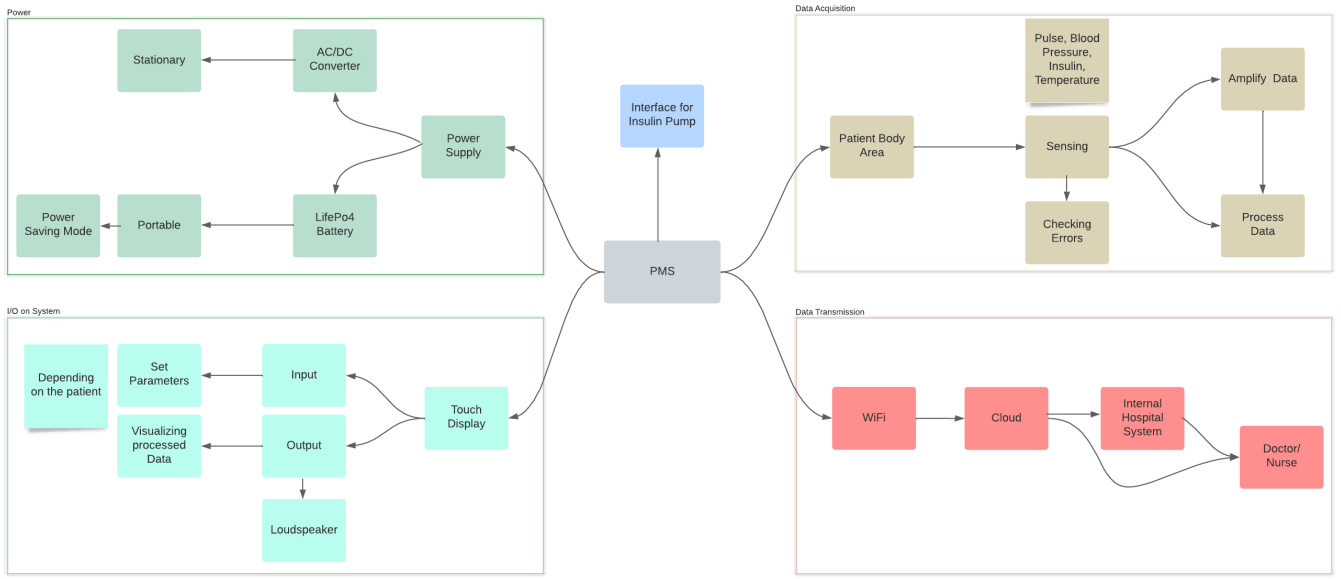 Power
Stationary
AC/DC
Converter
Power
Supply
Power
Saving Mode
Portable
LifePo4
Battery
Interface for
Insulin Pump
PMS
Data Acquisition
Pulse, Blood
Pressure,
Insulin,
Temperature
Amplify  Data
Patient Body
Area
Sensing
Checking
Errors
Process
Data
I/O on System
Depending
on the patient
Set
Parameters
Input
Touch
Display
Visualizing
processed
Data
Output
Loudspeaker
Data Transmission
WiFi
Cloud
Internal
Hospital
System
Doctor/
Nurse